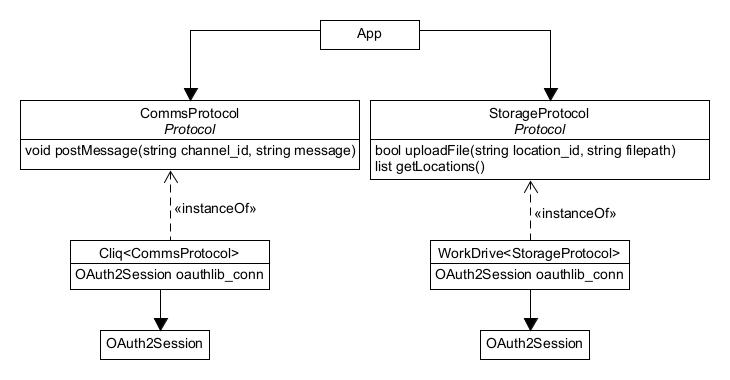 App
CommsProtocol
Protocol
void postMessage(string channel_id, string message)
StorageProtocol
Protocol
bool uploadFile(string location_id, string filepath)
list getLocations()
«instanceOf»
«instanceOf»
Cliq<CommsProtocol>
OAuth2Session oauthlib_conn
WorkDrive<StorageProtocol>
OAuth2Session oauthlib_conn
OAuth2Session
OAuth2Session